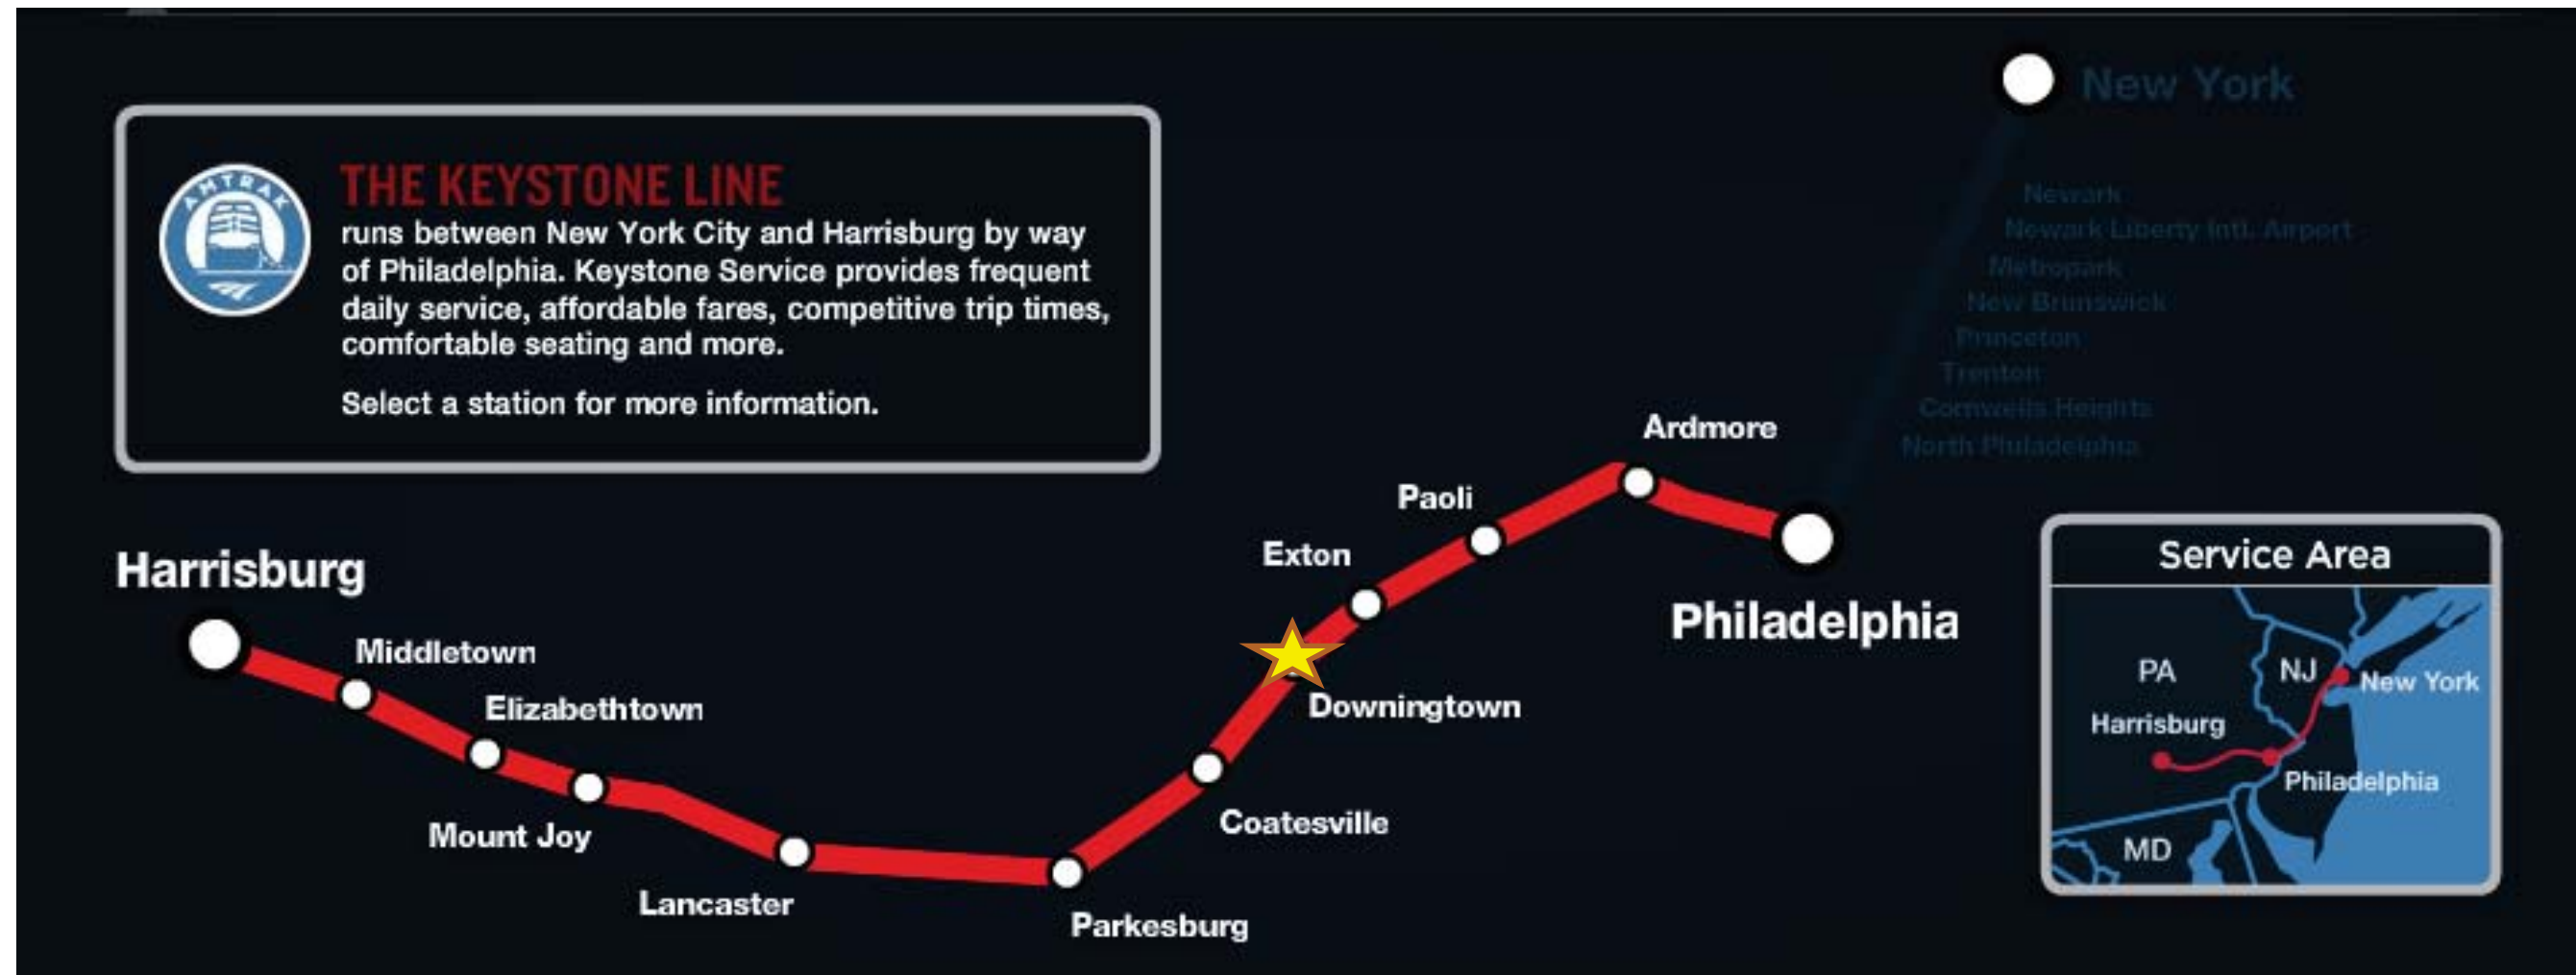 New York
AMTRAK
THE KEYSTONE LINE
runs between New York City and Harrisburg by way
of Philadelphia. Keystone Service provides frequent
daily service, affordable fares, competitive trip times,
comfortable seating and more.
Select a station for more information.
Newark
Newark Liberty Intl. Airport
Metropark
New Brunswick
Princeton
Trenton
Cornwells Heights
North Philadelphia
Ardmore
Paoli
Exton
Harrisburg
Philadelphia
Middletown
Elizabethtown
Downingtown
Mount Joy
Coatesville
Lancaster
Parkesburg
Service Area
PA
NJ
New York
Harrisburg
Philadelphia
MD